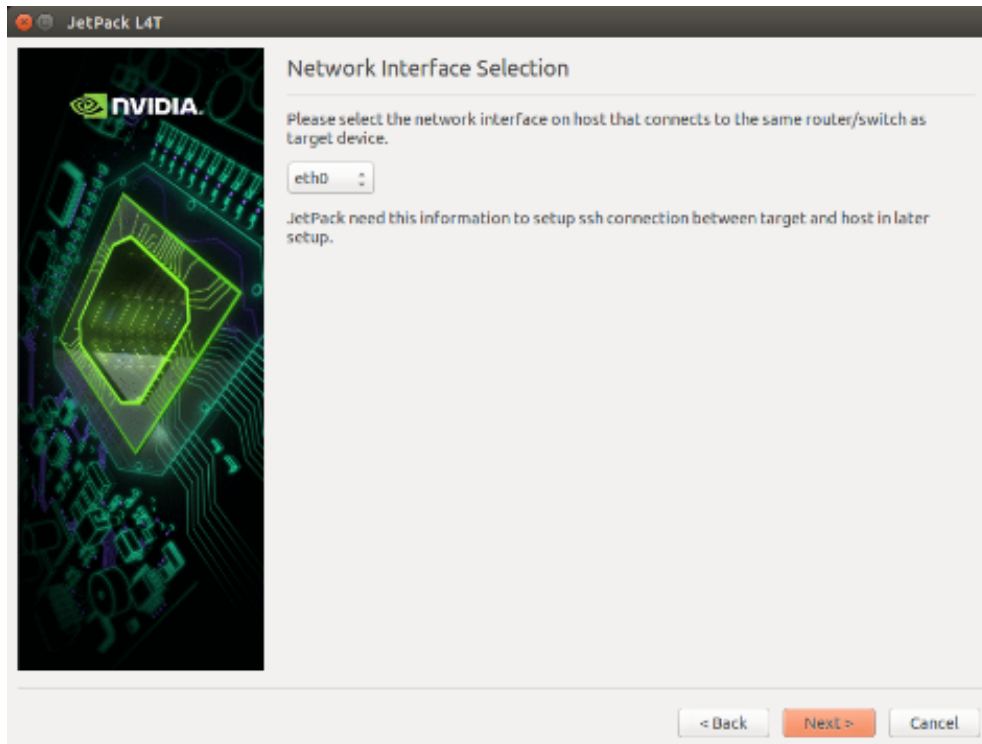 JetPack L4T
NVIDIA.
Network Interface Selection
Please select the network interface on host that connects to the same router/switch as
target device.
eth0
JetPack need this information to setup ssh connection between target and host in later
setup.
< Back Next > Cancel